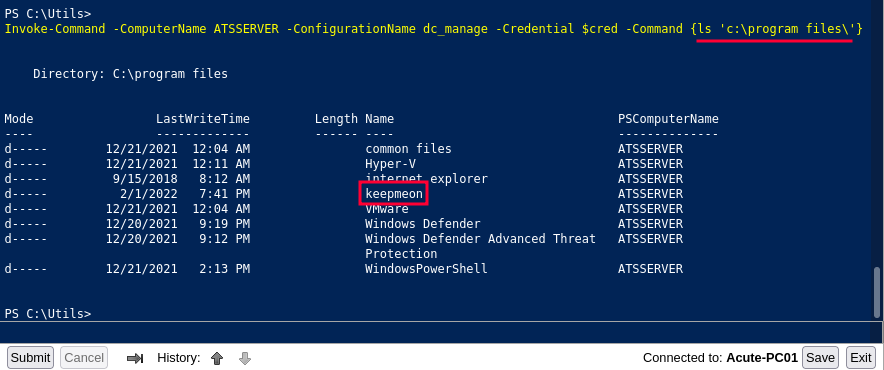 PS C:\Utils>
Invoke-Command -ComputerName ATSSERVER -ConfigurationName dc_manage -Credential $cred -Command {ls 'c:\program files\'}
Directory: C:\program files
Mode LastWriteTime Length Name PSComputerName
---- ------------- ------ ---- --------------
d----- 12/21/2021 12:04 AM common files ATSSERVER
d----- 12/21/2021 12:11 AM Hyper-V ATSSERVER
d----- 9/15/2018 8:12 AM internet explorer ATSSERVER
d----- 2/1/2022 7:41 PM keepmeon ATSSERVER
d----- 12/21/2021 12:04 AM VMware ATSSERVER
d----- 12/20/2021 9:19 PM Windows Defender ATSSERVER
d----- 12/20/2021 9:12 PM Windows Defender Advanced Threat ATSSERVER
Protection
d----- 12/21/2021 2:13 PM WindowsPowerShell ATSSERVER
PS C:\Utils>
Submit Cancel History: Connected to: Acute-PC01 Save Exit